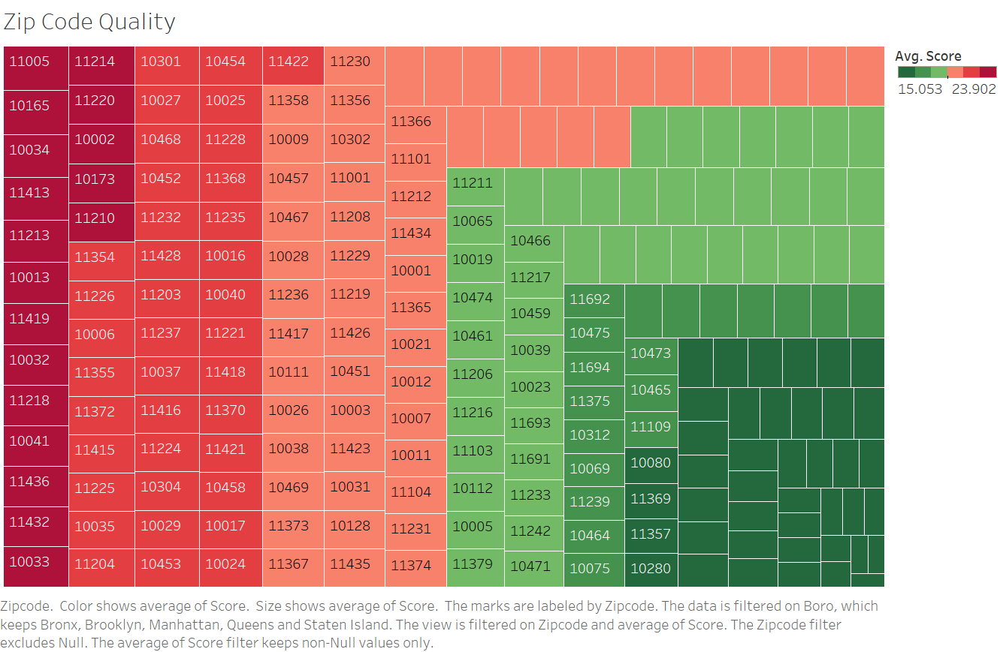 Zip Code Quality
11005 11214 10301 10454 11422 11230
10165 11220 10027 10025 11358 11356
10034 10002 10468 11228 10009 10302
11413 10173 10452 11368 10457 11001
11213 11210 11232 11235 10467 11208
10013 11354 11428 10016 10028 11229
11419 11226 11203 10040 11236 11219
10032 10006 11237 11221 11417 11426
11218 11355 10037 11418 10111 10451
10041 11372 11416 11370 10026 10003
11436 11415 11224 11421 10038 11423
11432 11225 10304 10458 10469 10031
10033 10035 10029 10017 11373 10128
11204 10453 10024 11367 11435
11366
11101
11212
11434
10001
11365
10021
10012
10007
10011
11104
11231
11374
11211
10065
10019
10474
10461
11206
11216
11103
10112
10005
11379
10466
11217
10459
10039
10023
11693
11691
11233
11242
10471
11692
10475
11694
11375
10312
10069
11239
10464
10075
10473
10465
11109
10080
11369
11357
10280
Avg. Score
15.053 23.902
Zipcode.  Color shows average of Score.  Size shows average of Score.  The marks are labeled by Zipcode. The data is filtered on Boro, which
keeps Bronx, Brooklyn, Manhattan, Queens and Staten Island. The view is filtered on Zipcode and average of Score. The Zipcode filter
excludes Null. The average of Score filter keeps non-Null values only.